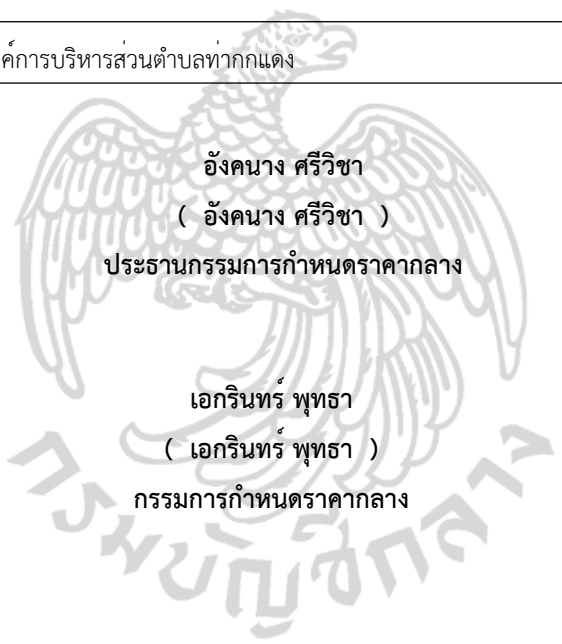 ค์การบริหารส่วนตำบลท่ากกแดง
อังคนาง ศรีวิชา
( อังคนาง ศรีวิชา )
ประธานกรรมการกำหนดราคากลาง
เอกรินทร์ พุทธา
( เอกรินทร์ พุทธา )
กรรมการกำหนดราคากลาง
กรมบัญชีกลาง